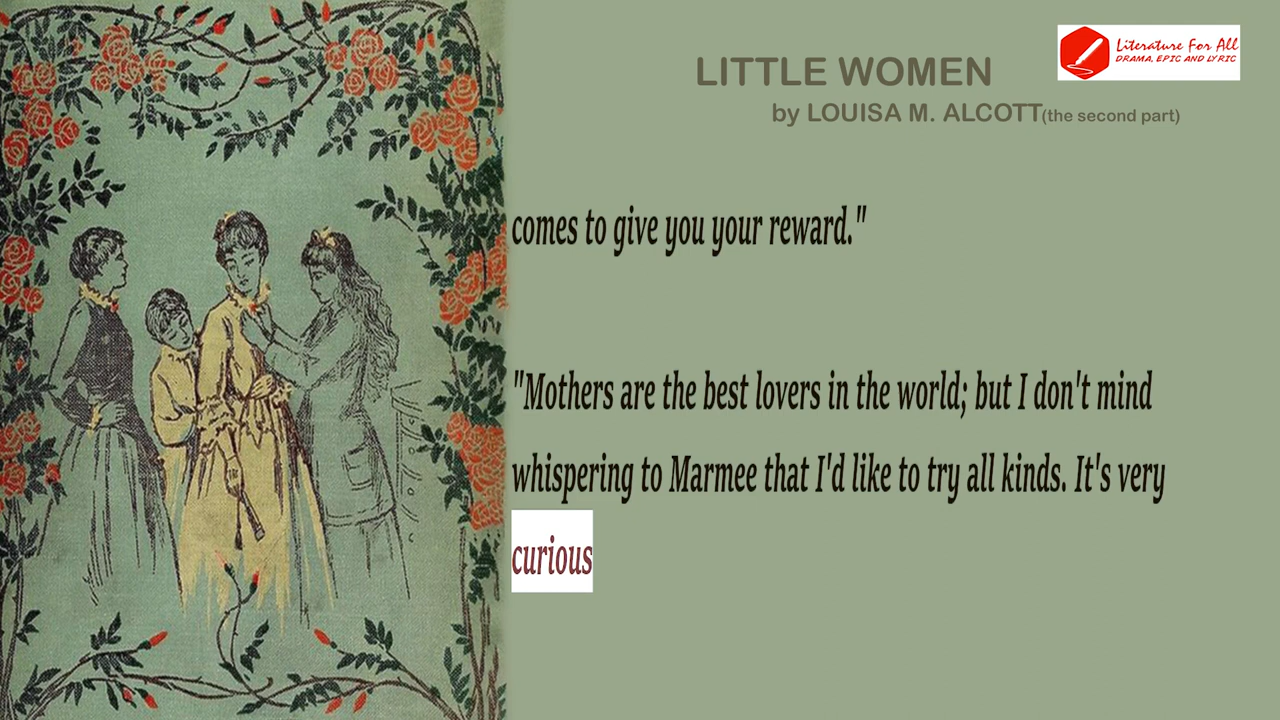 Literature For All
DRAMA, EPIC AND LYRIC
LITTLE WOMEN
by LOUISA M. ALCOTT(the second part)
comes to give you your reward."
"Mothers are the best lovers in the world; but I don't mind
whispering to Marmee that I'd like to try all kinds. It's very
curious